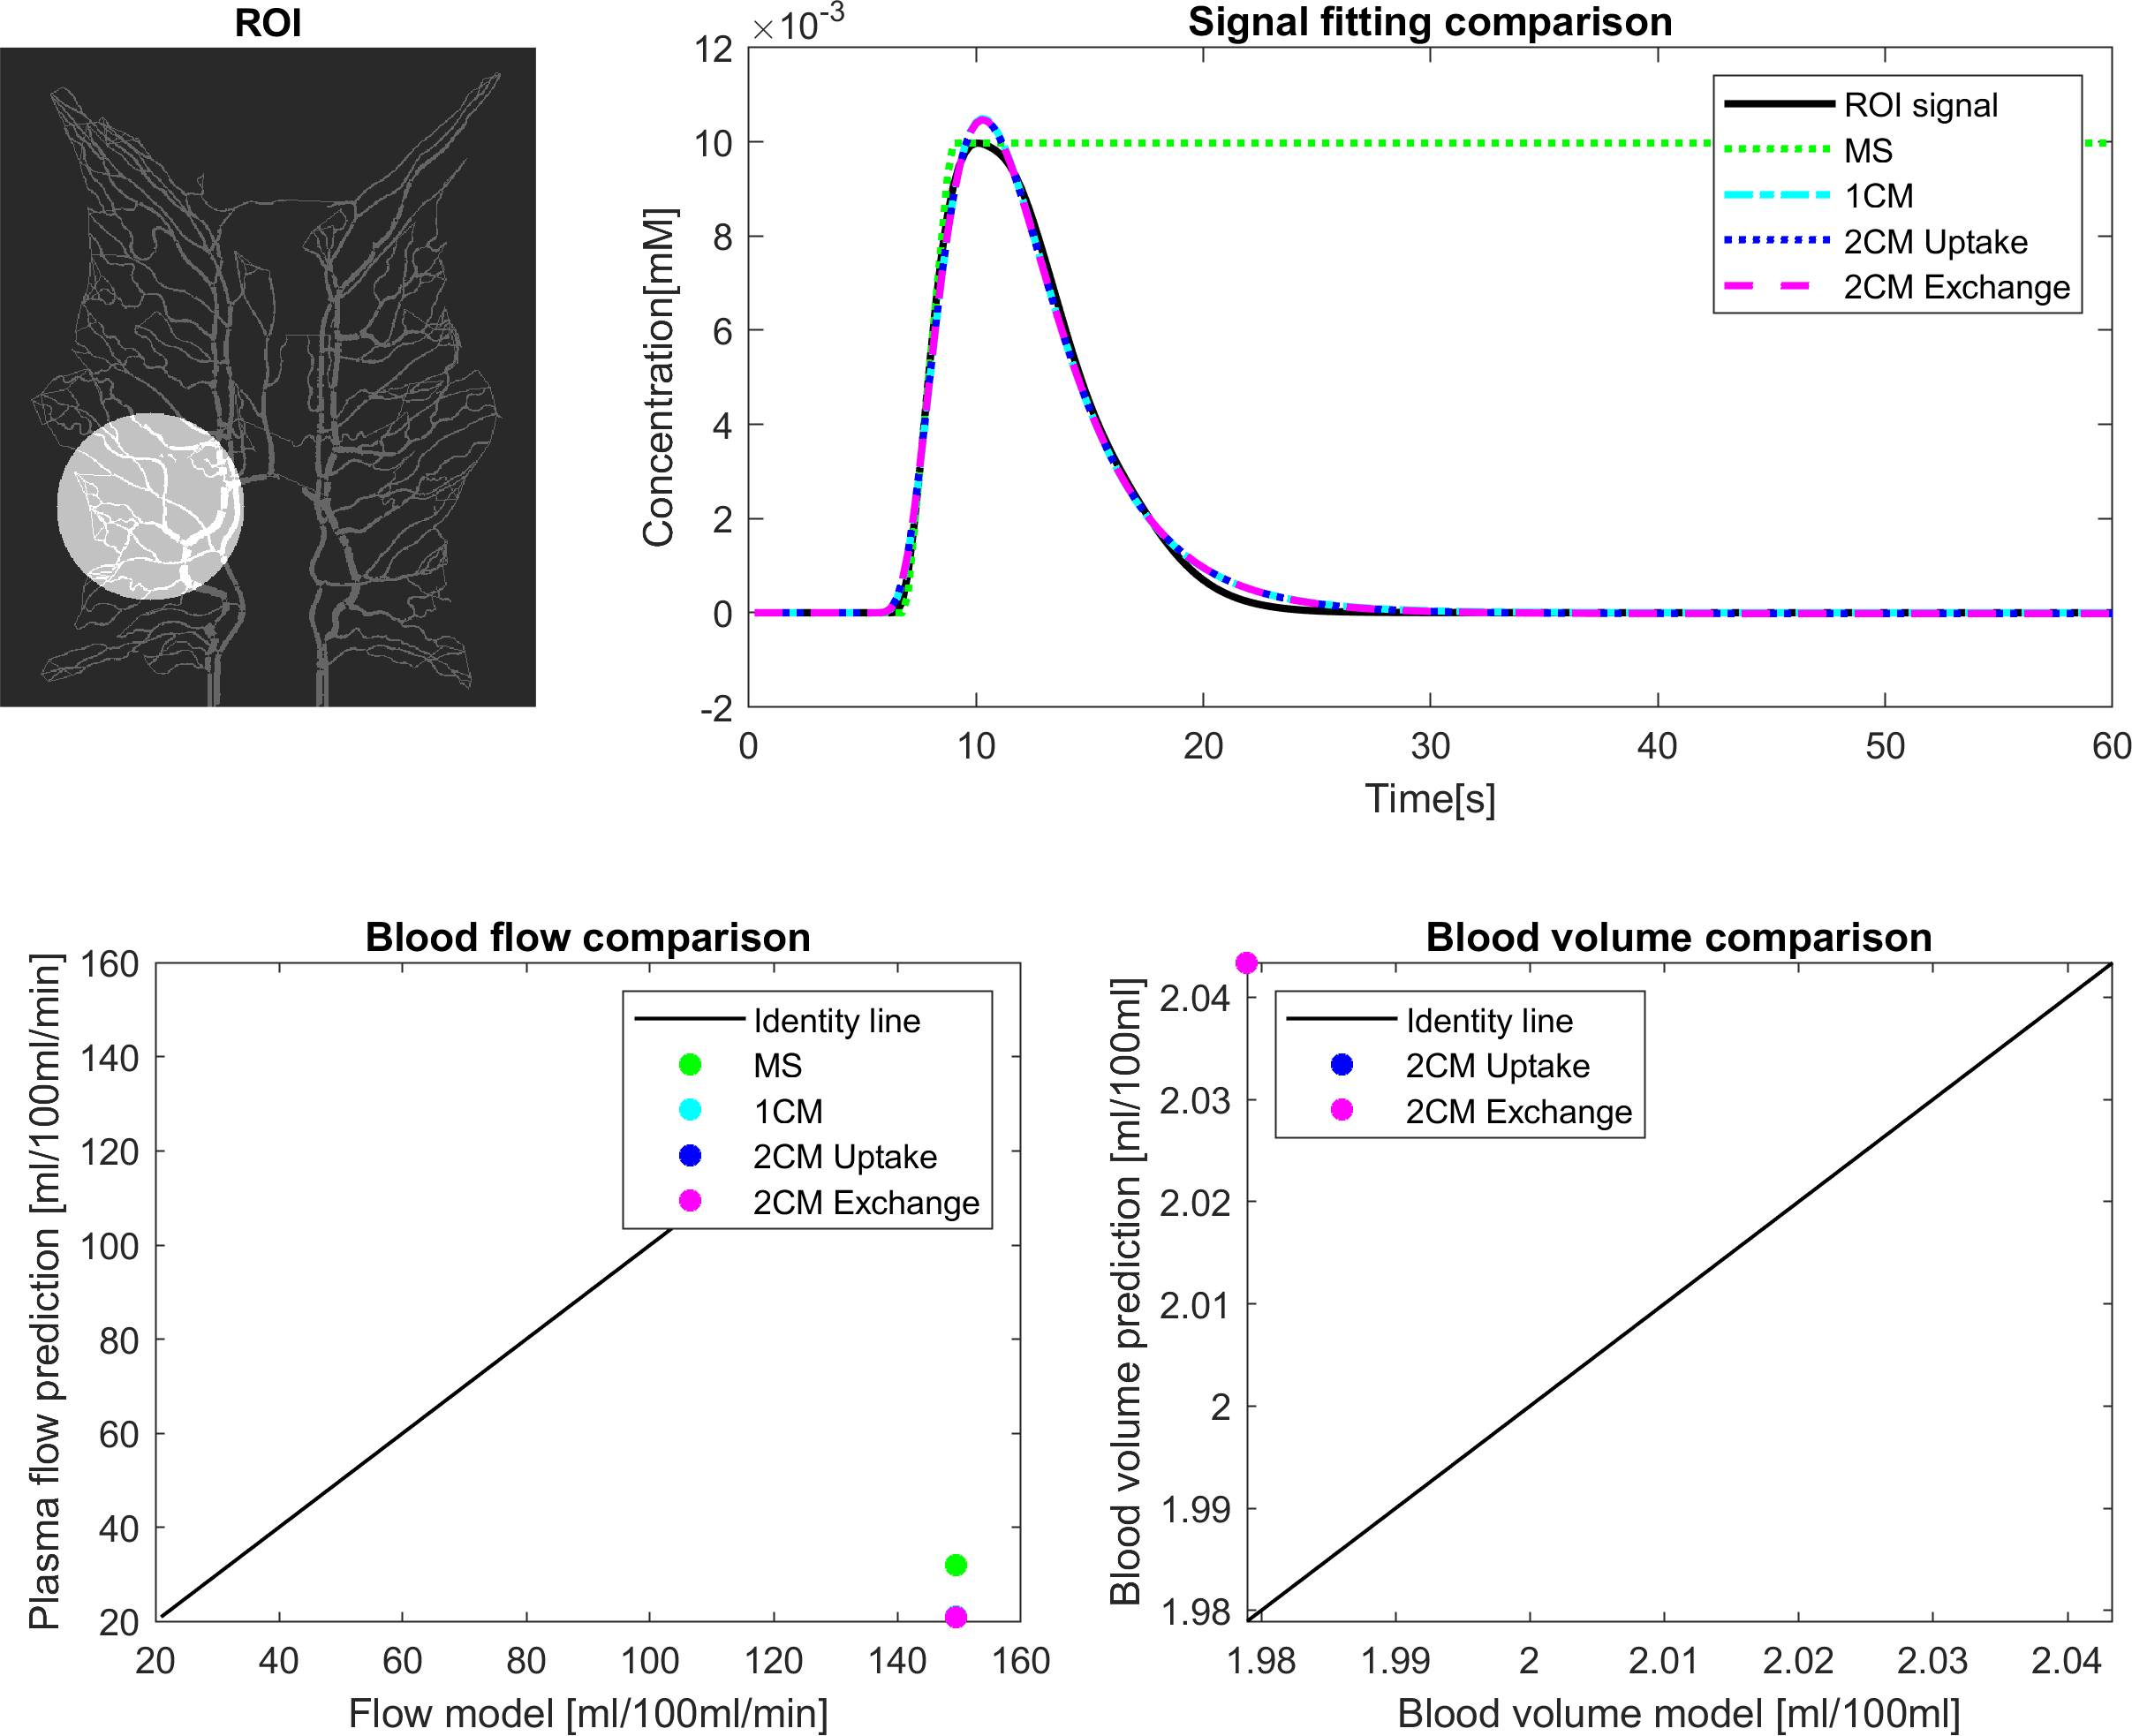 ROI
Signal fitting comparison
×10-3
12
10
8
6
4
2
0
-2
Concentration[mM]
0 10 20 30 40 50 60
Time[s]
ROI signal
MS
1CM
2CM Uptake
2CM Exchange
Blood flow comparison
160
140
120
100
80
60
40
20
Plasma flow prediction [ml/100ml/min]
20 40 60 80 100 120 140 160
Flow model [ml/100ml/min]
Identity line
MS
1CM
2CM Uptake
2CM Exchange
Blood volume comparison
2.04
2.03
2.02
2.01
2
1.99
1.98
Blood volume prediction [ml/100ml]
1.98 1.99 2 2.01 2.02 2.03 2.04
Blood volume model [ml/100ml]
Identity line
2CM Uptake
2CM Exchange